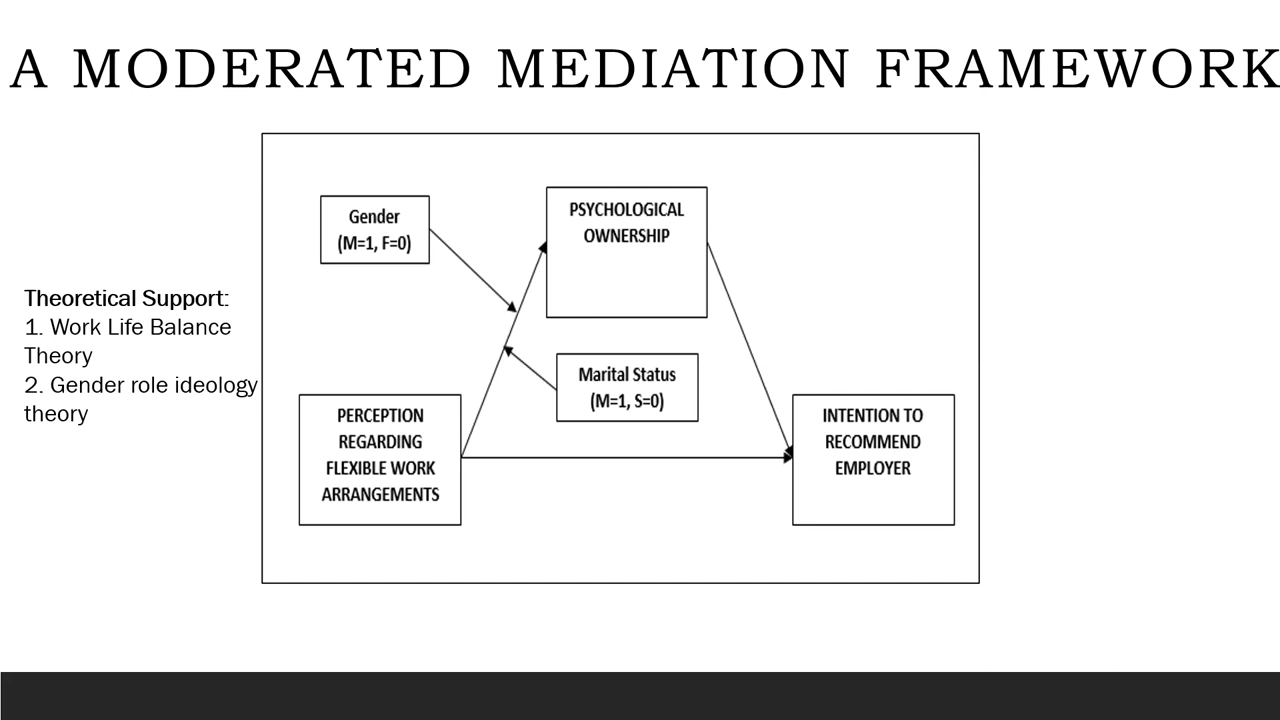 A MODERATED MEDIATION FRAMEWORK
Gender
(M=1, F=0)
PSYCHOLOGICAL
OWNERSHIP
Theoretical Support:
1. Work Life Balance
Theory
2. Gender role ideology
theory
Marital Status
(M=1, S=0)
PERCEPTION
REGARDING
FLEXIBLE WORK
ARRANGEMENTS
INTENTION TO
RECOMMEND
EMPLOYER